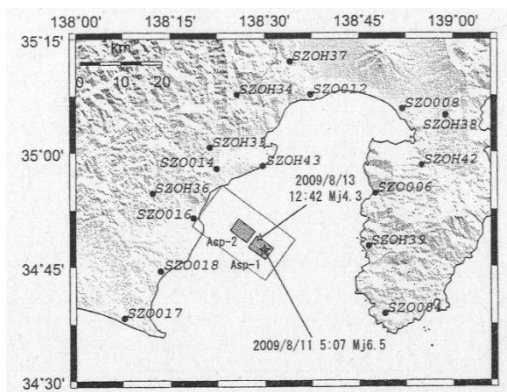 138°00' 138°15' 138°30' 138°45' 139°00'
35°15'
km
0 10 20
SZOH37
SZOH34
SZO012
SZO008
SZOH38
35°00'
SZOH33
SZO014
SZOH43
SZOH42
SZOH36
2009/8/13
12:42 Mj4.3
SZO006
SZO016
Asp-2
SZOH39
34°45'
SZO018
Asp-1
SZO017
2009/8/11 5:07 Mj6.5
34°30'